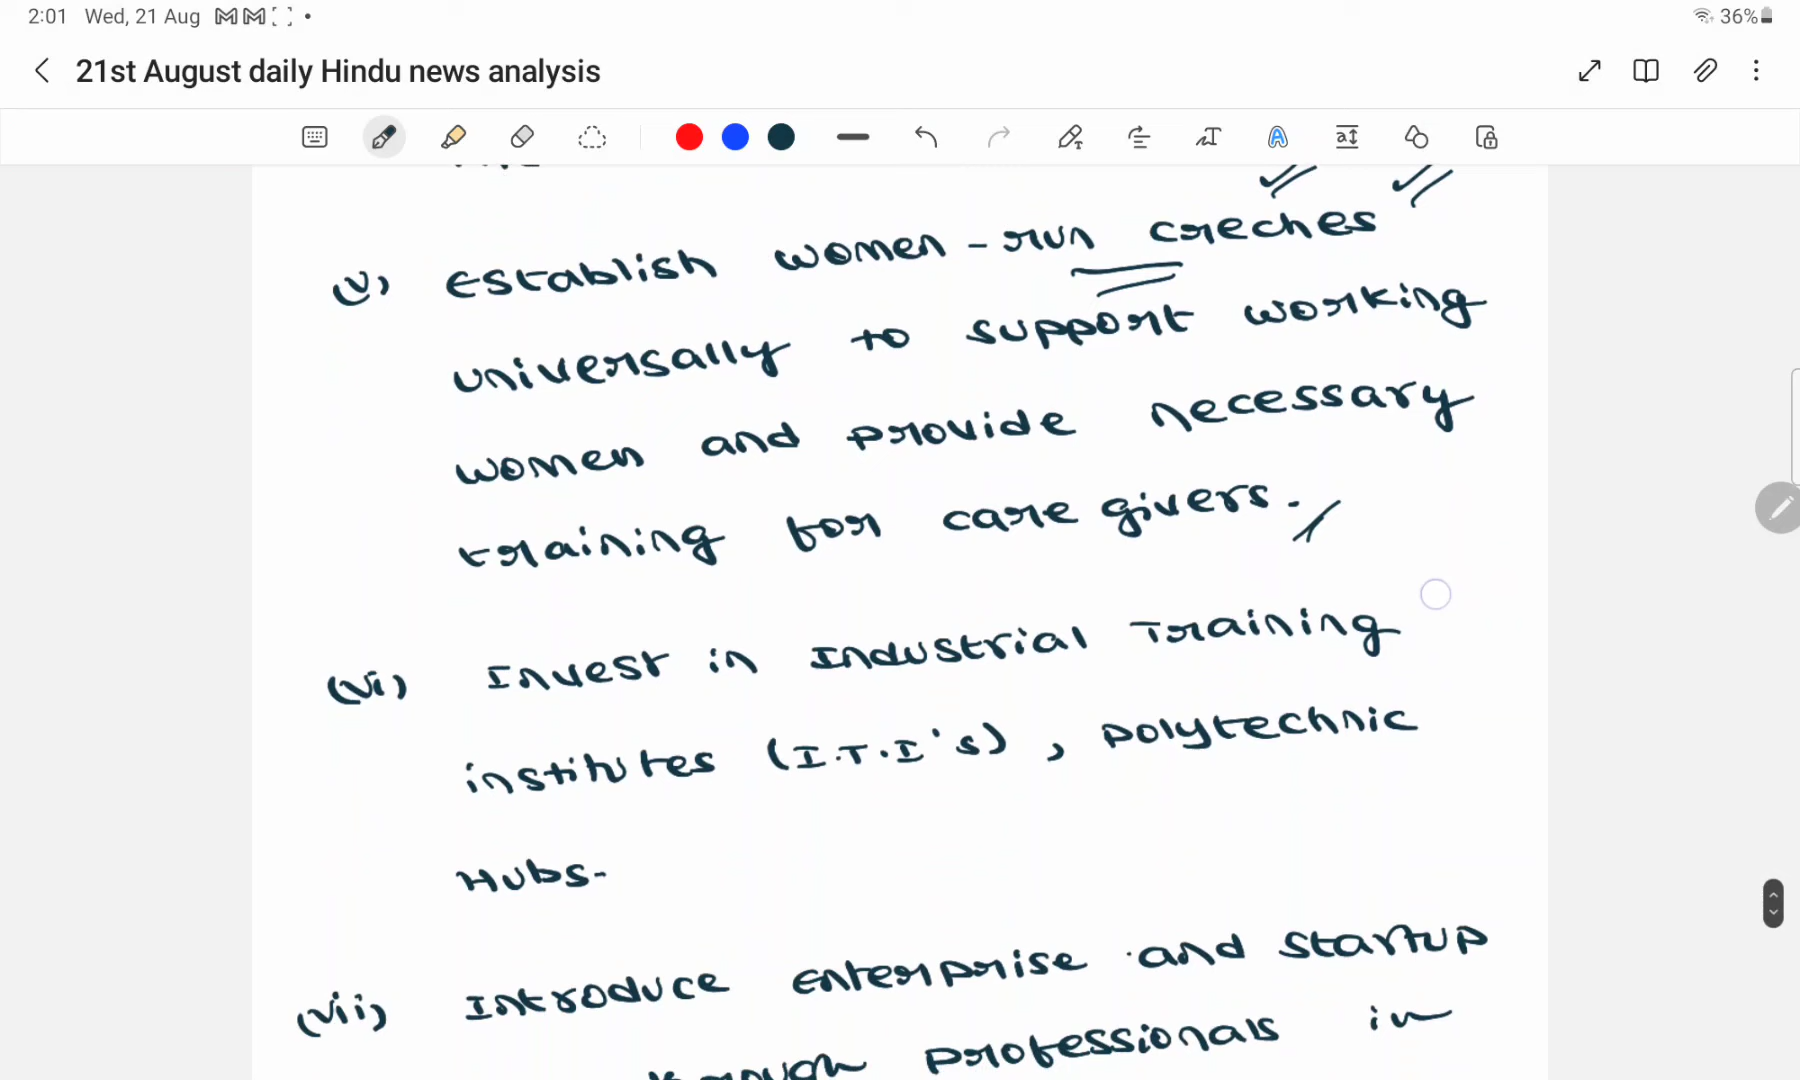 2:01 Wed, 21 Aug
36%
21st August daily Hindu news analysis
(v) Establish women-run creches
universally to support working
women and provide necessary
training for care givers.
(vi) Invest in Industrial Training
institutes (I.T.I's), polytechnic
Hubs.
(vii) Introduce enterprise and startup
through professionals in